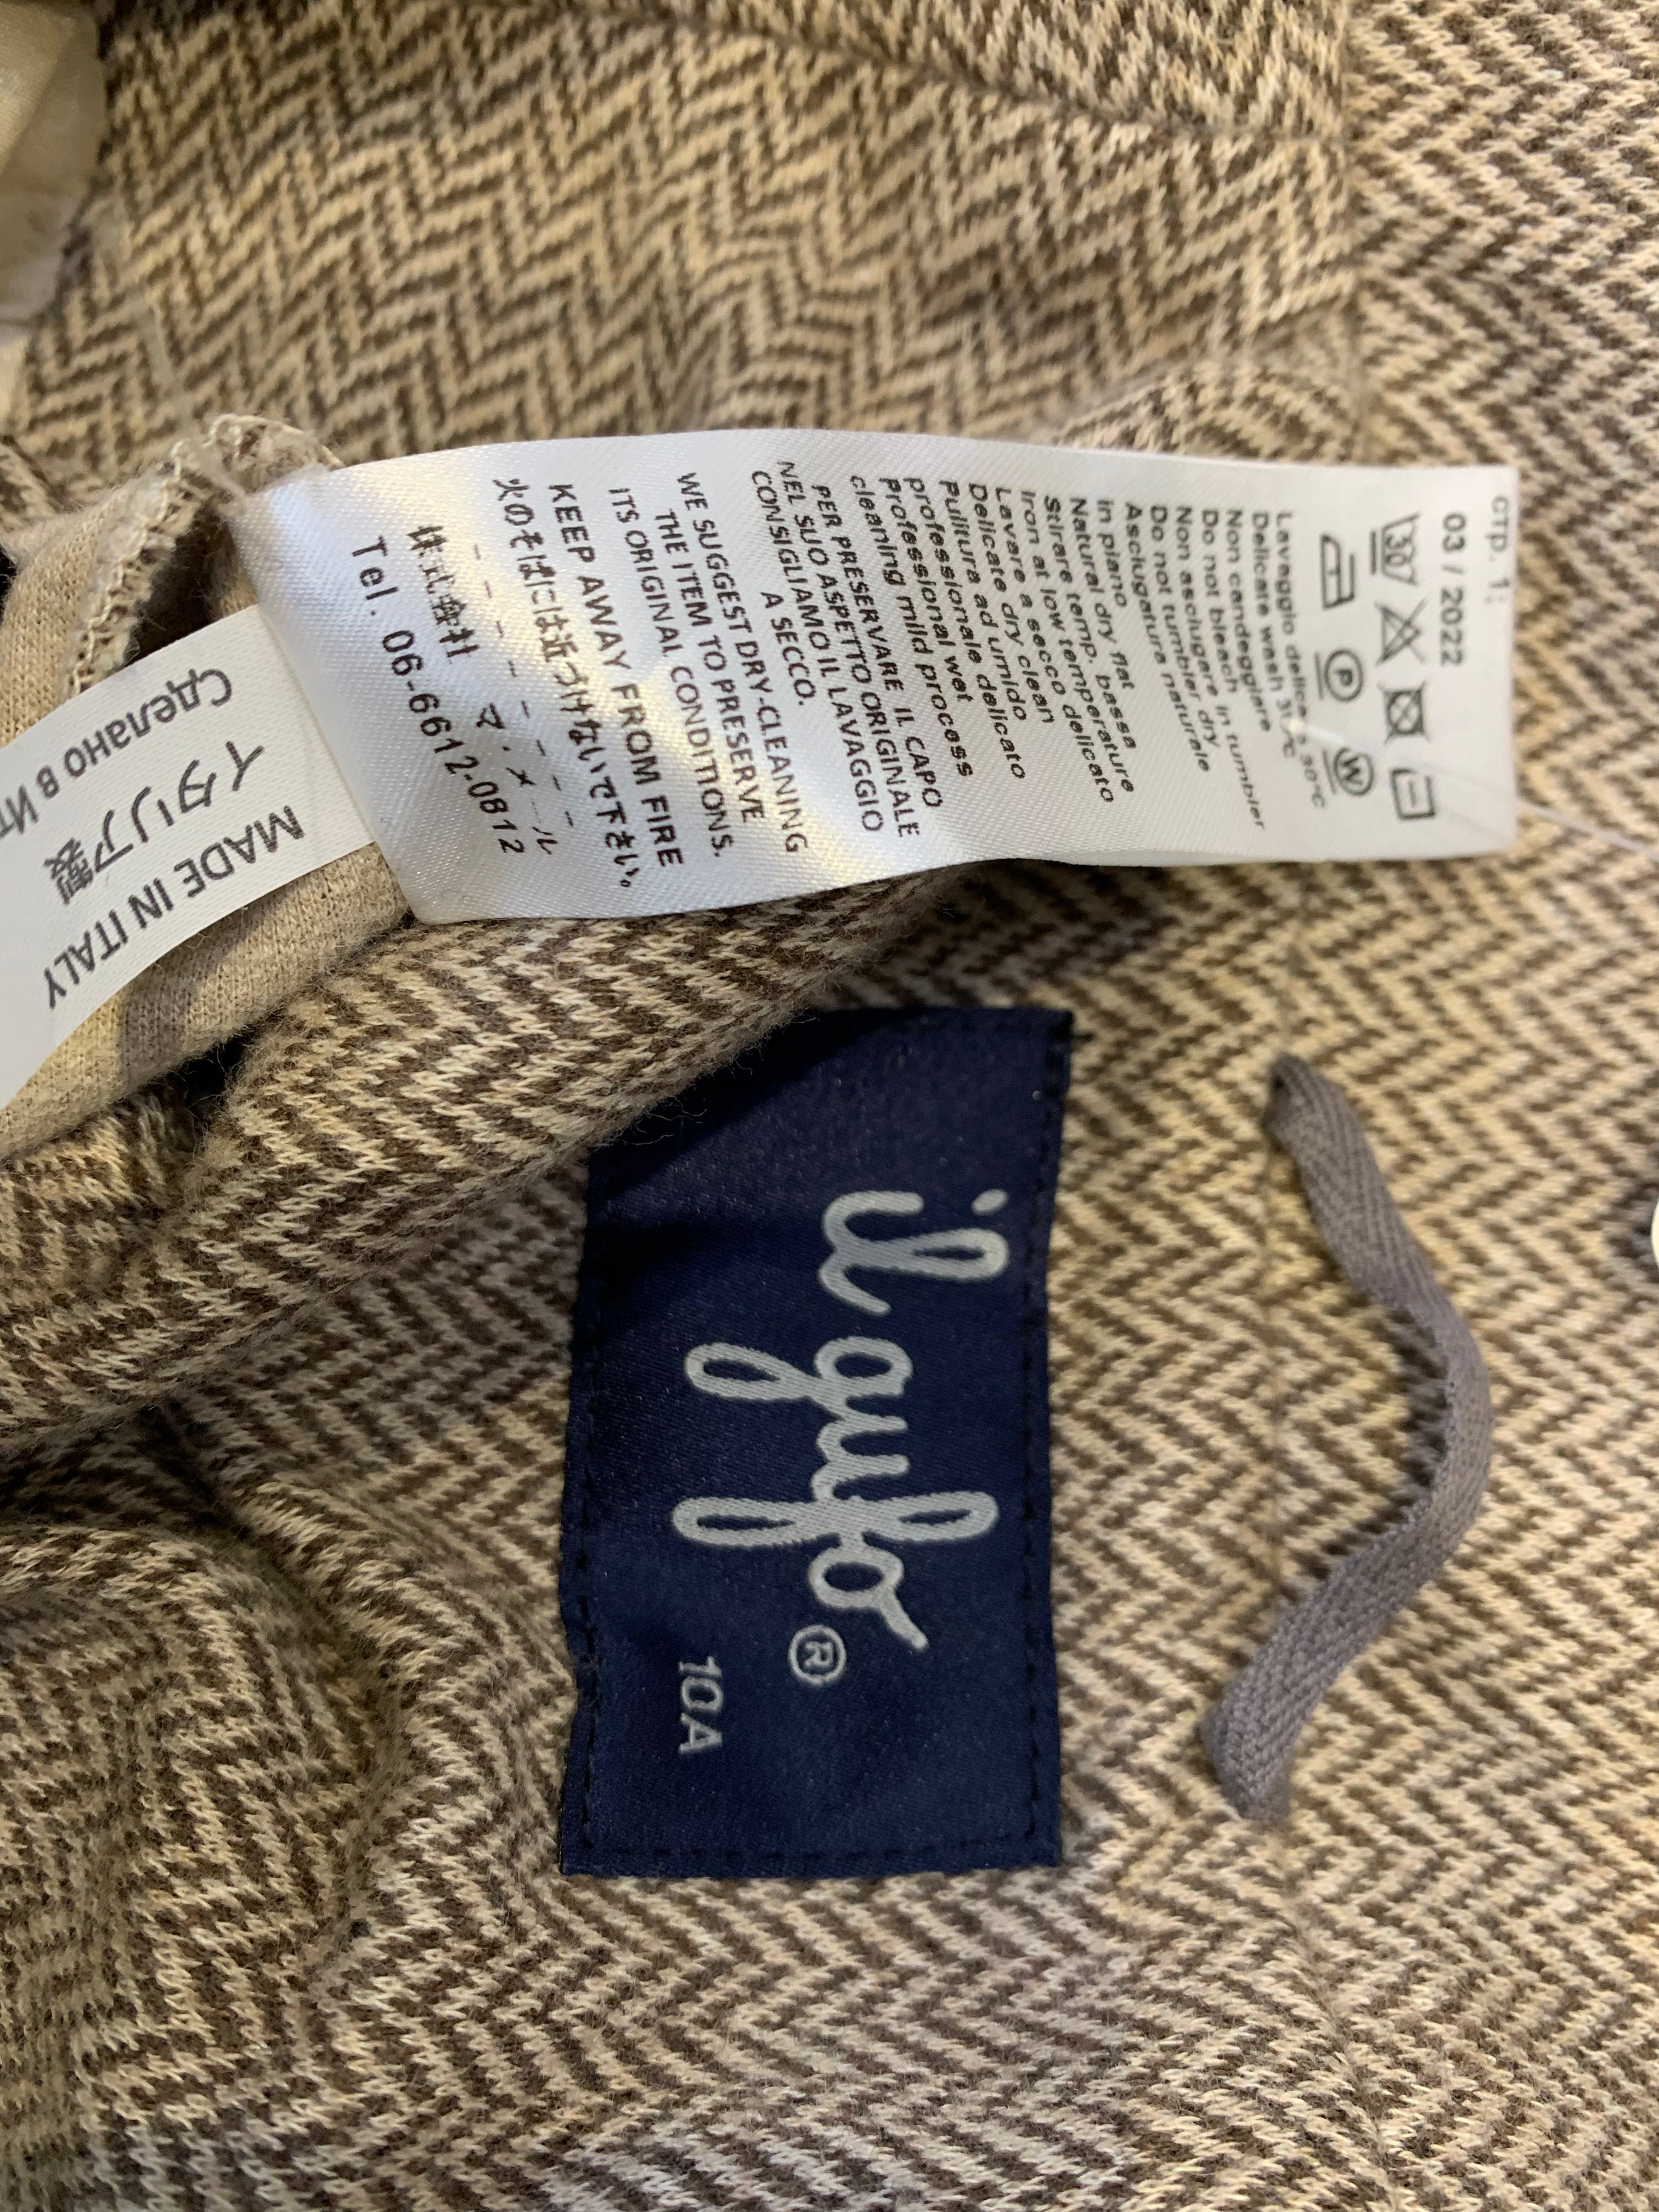 стр. 1:
03 / 2022
30
P
W
Lavaggio delicato 30°C
Delicate wash 30°C
Non candeggiare
Do not bleach
Non asciugare in tumbler
Do not tumbler dry
Asciugatura naturale
in piano
Natural dry flat
Stirare temp. bassa
Iron at low temperature
Lavare a secco delicato
Delicate dry clean
Pulitura ad umido
professionale delicato
Professional wet
cleaning mild process
PER PRESERVARE IL CAPO
NEL SUO ASPETTO ORIGINALE
CONSIGLIAMO IL LAVAGGIO
A SECCO.
WE SUGGEST DRY-CLEANING
THE ITEM TO PRESERVE
ITS ORIGINAL CONDITIONS.
KEEP AWAY FROM FIRE
火のそばには近づけないで下さい。
株式会社 マ・メール
Tel. 06-6612-0812
MADE IN ITALY
イタリア製
Сделано в
il gufo®
10A